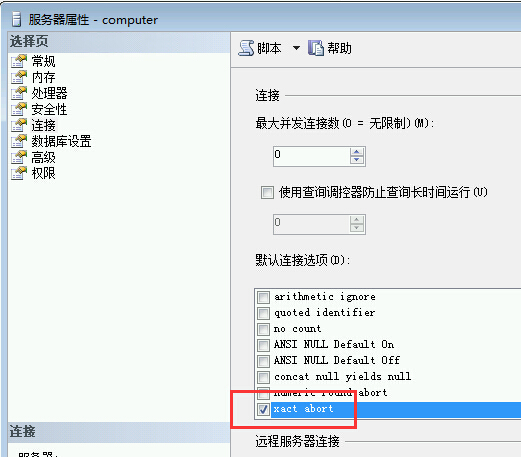 服务器属性 - computer
选择页
常规
内存
处理器
安全性
连接
数据库设置
高级
权限
脚本 帮助
连接
最大并发连接数(0 = 无限制)(M):
0
使用查询调控器防止查询长时间运行(U)
0
默认连接选项(D):
arithmetic ignore
quoted identifier
no count
ANSI NULL Default On
ANSI NULL Default Off
concat null yields null
numeric round abort
xact abort
远程服务器连接
连接
服务器: